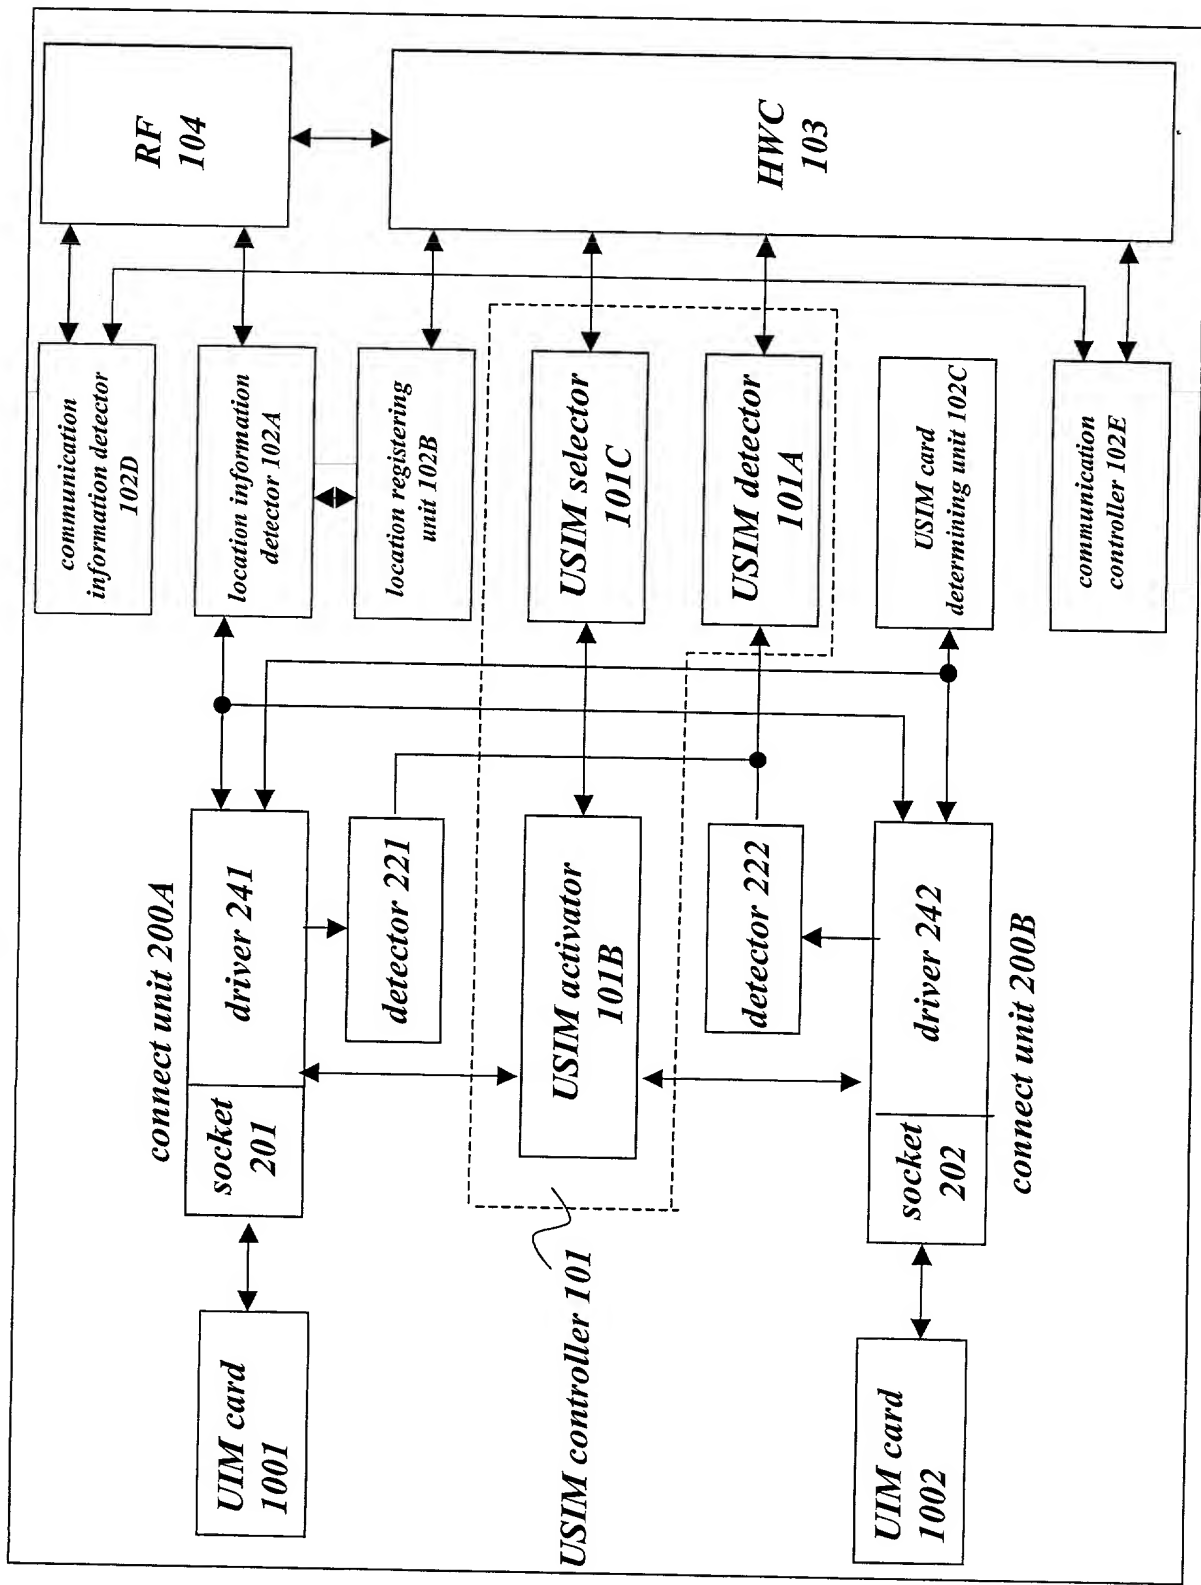 UIM card
1001
socket
201
driver 241
connect unit 200A
detector 221
communication
information detector
102D
location information
detector 102A
location registering
unit 102B
RF
104
USIM controller 101
USIM activator
101B
USIM selector
101C
USIM detector
101A
HWC
103
UIM card
1002
socket
202
driver 242
connect unit 200B
detector 222
USIM card
determining unit 102C
communication
controller 102E